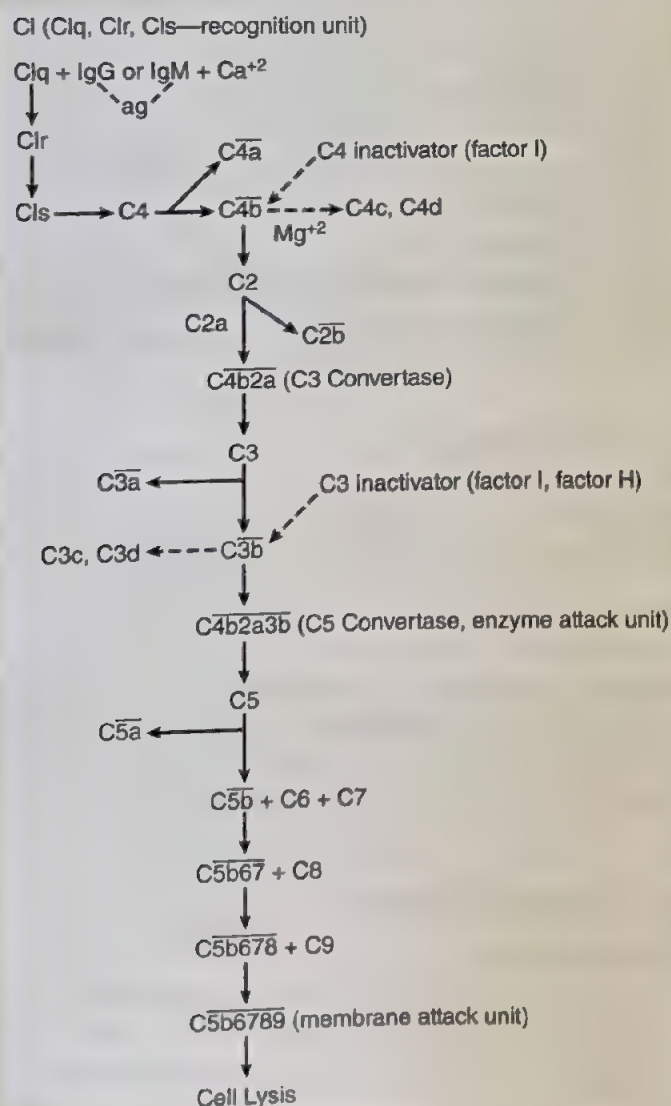 CI (CIq, CIr, CIs—recognition unit)
CIq + IgG or IgM + Ca+2
ag
CIr
C4a
C4 inactivator (factor I)
CIs
C4
C4b
C4c, C4d
Mg+2
C2
C2a
C2b
C4b2a (C3 Convertase)
C3
C3a
C3 inactivator (factor I, factor H)
C3c, C3d
C3b
C4b2a3b (C5 Convertase, enzyme attack unit)
C5
C5a
C5b + C6 + C7
C5b67 + C8
C5b678 + C9
C5b6789 (membrane attack unit)
Cell Lysis